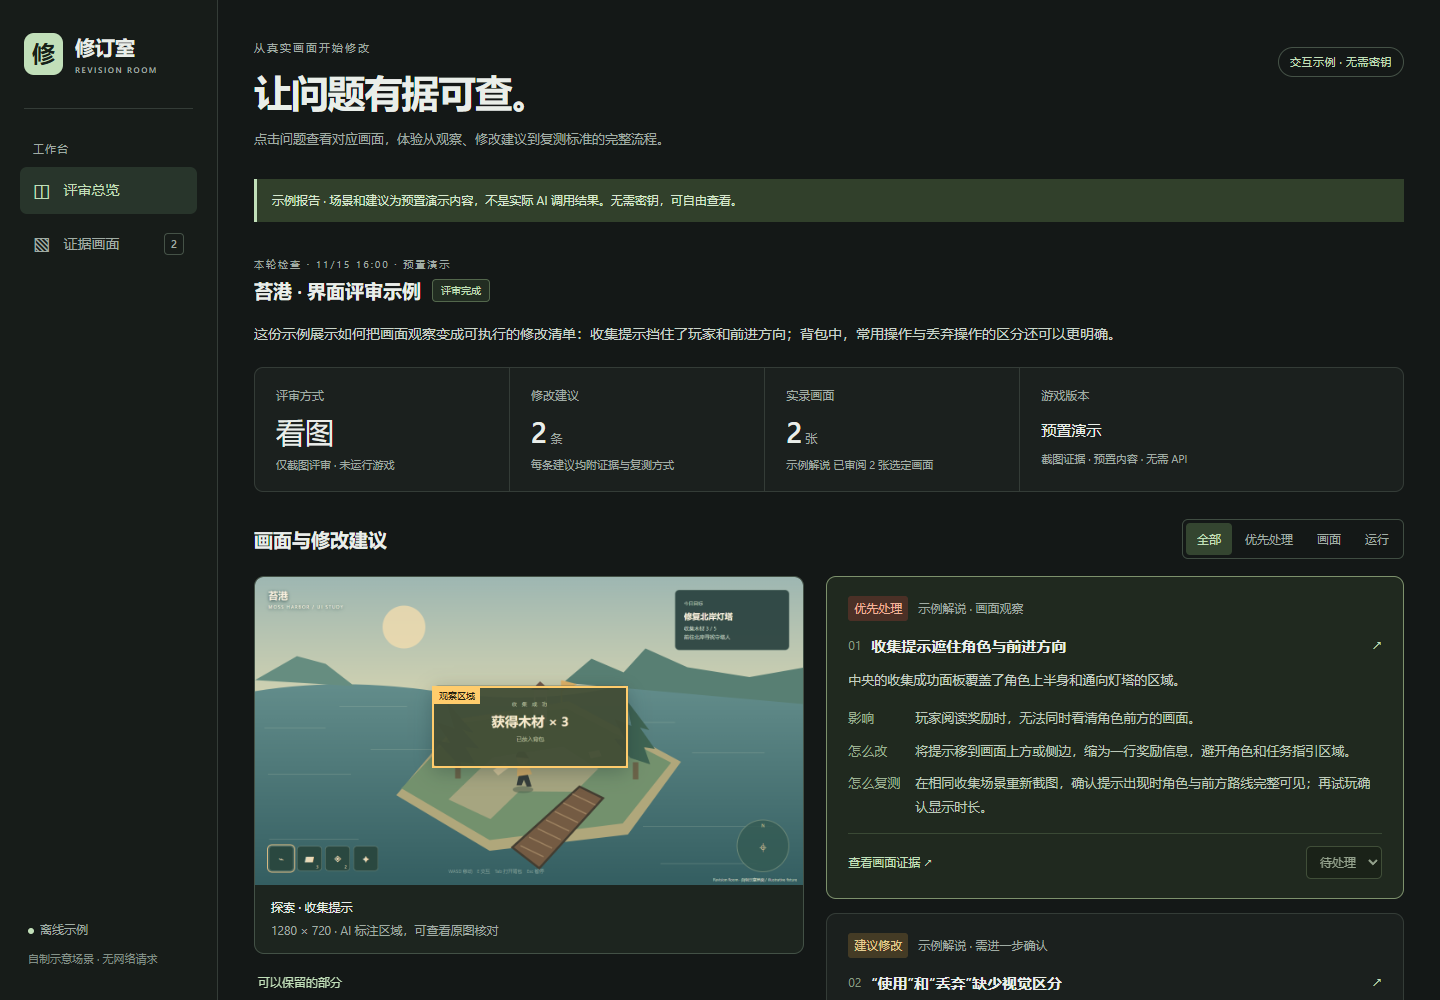 修 修订室
REVISION ROOM
工作台
评审总览
证据画面 2
离线示例
自制示意场景 · 无网络请求
从真实画面开始修改
让问题有据可查。
点击问题查看对应画面，体验从观察、修改建议到复测标准的完整流程。
交互示例 · 无需密钥
示例报告 · 场景和建议为预置演示内容，不是实际 AI 调用结果。无需密钥，可自由查看。
本轮检查 · 11/15 16:00 · 预置演示
苔港 · 界面评审示例 评审完成
这份示例展示如何把画面观察变成可执行的修改清单：收集提示挡住了玩家和前进方向；背包中，常用操作与丢弃操作的区分还可以更明确。
评审方式
看图
仅截图评审 · 未运行游戏
修改建议
2 条
每条建议均附证据与复测方式
实录画面
2 张
示例解说 已审阅 2 张选定画面
游戏版本
预置演示
截图证据 · 预置内容 · 无需 API
画面与修改建议
全部 优先处理 画面 运行
苔港
MOSS HARBOR / UI STUDY
今日目标
修复北岸灯塔
收集木材 3 / 3
观察区域
收集成功
获得木材 × 3
已放入背包
探索 · 收集提示
1280 × 720 · AI 标注区域，可查看原图核对
可以保留的部分
优先处理 示例解说 · 画面观察
01 收集提示遮住角色与前进方向 ↗
中央的收集成功面板覆盖了角色上半身和通向灯塔的区域。
影响 玩家阅读奖励时，无法同时看清角色前方的画面。
怎么改 将提示移到画面上方或侧边，缩为一行奖励信息，避开角色和任务指引区域。
怎么复测 在相同收集场景重新截图，确认提示出现时角色与前方路线完整可见；再试玩确
认显示时长。
查看画面证据 ↗ 待处理
建议修改 示例解说 · 需进一步确认
02 “使用”和“丢弃”缺少视觉区分 ↗